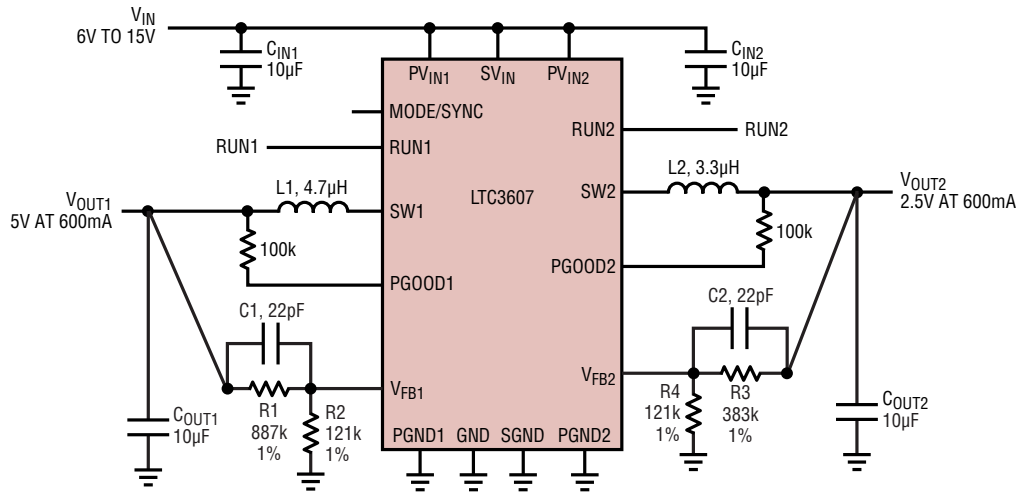 VIN
6V TO 15V
CIN1
10µF
CIN2
10µF
PVIN1
SVIN
PVIN2
MODE/SYNC
RUN1
RUN1
RUN2
RUN2
L1, 4.7µH
L2, 3.3µH
LTC3607
VOUT1
5V AT 600mA
SW1
SW2
VOUT2
2.5V AT 600mA
100k
100k
PGOOD1
PGOOD2
C1, 22pF
C2, 22pF
VFB1
VFB2
R1
887k
1%
R2
121k
1%
R4
121k
1%
R3
383k
1%
COUT1
10µF
COUT2
10µF
PGND1
GND
SGND
PGND2